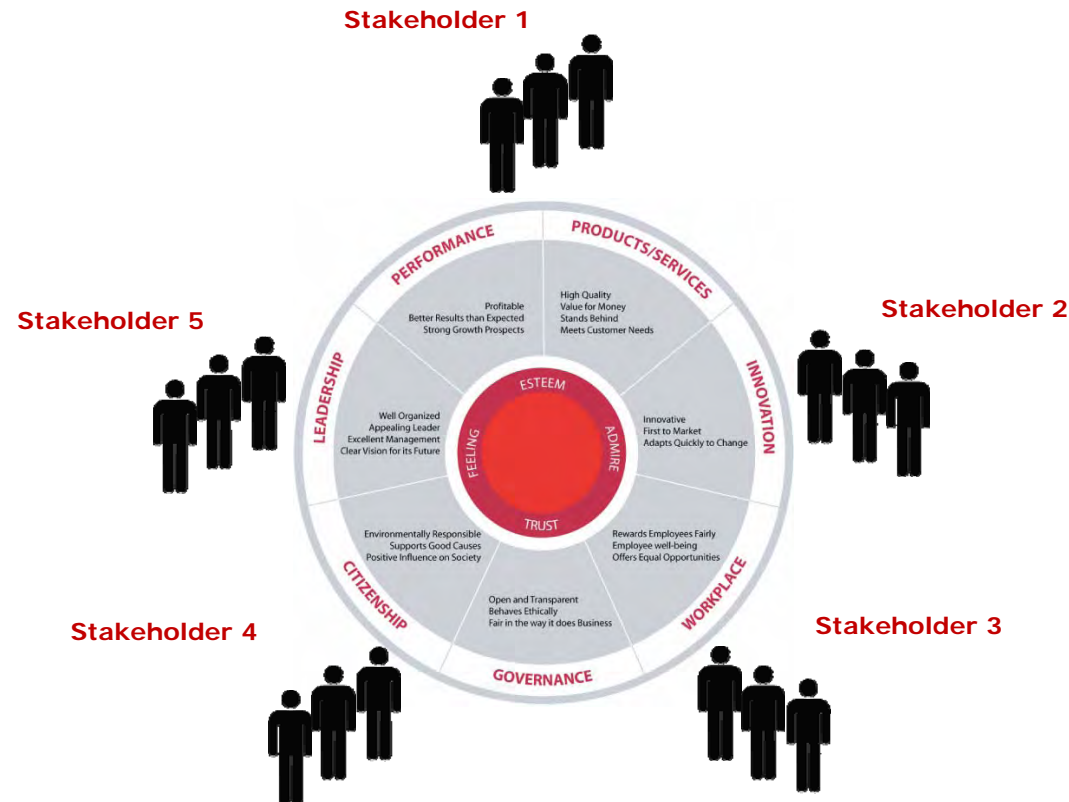 Stakeholder 1
PERFORMANCE
PRODUCTS/SERVICES
Profitable
Better Results than Expected
Strong Growth Prospects
High Quality
Value for Money
Stands Behind
Meets Customer Needs
Stakeholder 5
Stakeholder 2
LEADERSHIP
INNOVATION
Well Organized
Appealing Leader
Excellent Management
Clear Vision for its Future
ESTEEM
FEELING
ADMIRE
TRUST
Innovative
First to Market
Adapts Quickly to Change
Environmentally Responsible
Supports Good Causes
Positive Influence on Society
Rewards Employees Fairly
Employee well-being
Offers Equal Opportunities
CITIZENSHIP
Open and Transparent
Behaves Ethically
Fair in the way it does Business
WORKPLACE
Stakeholder 4
Stakeholder 3
GOVERNANCE